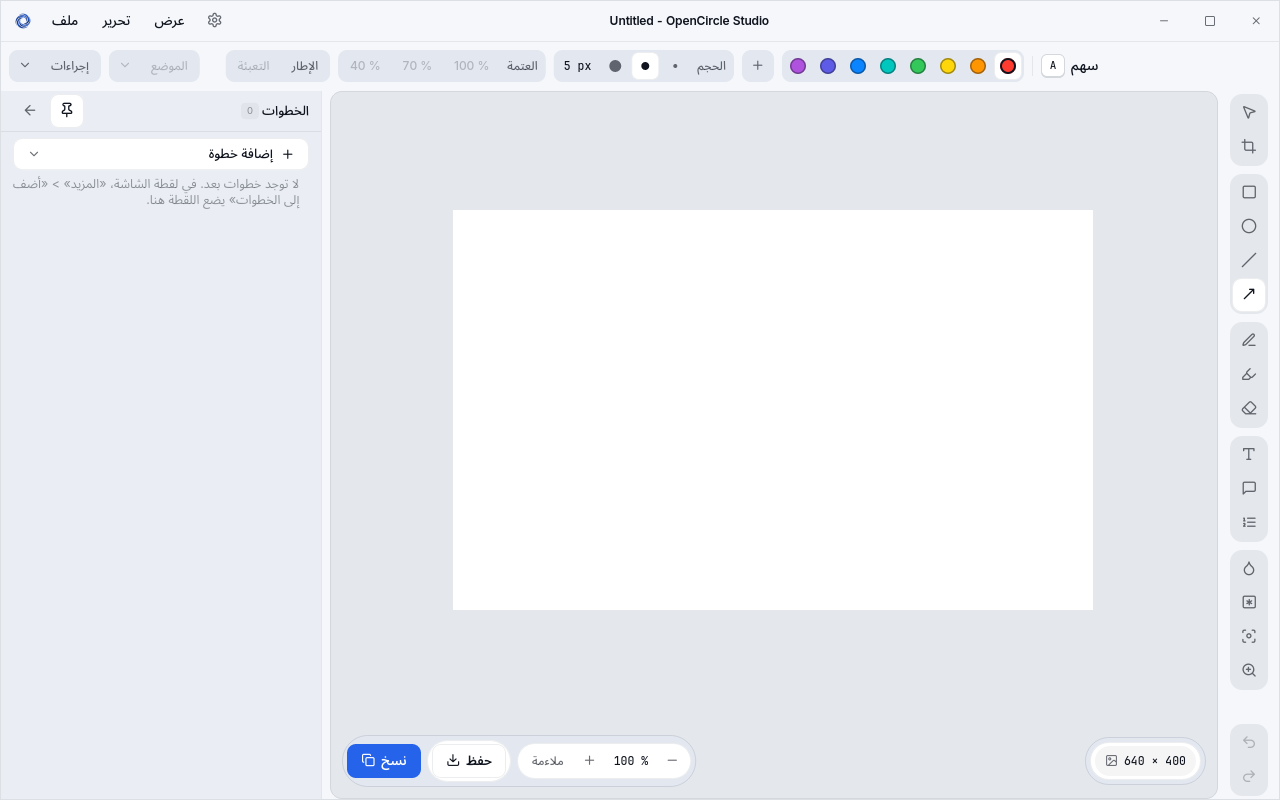 Untitled - OpenCircle Studio
ملف
تحرير
عرض
سهم
A
الحجم
5 px
العتمة
100 %
70 %
40 %
الإطار
التعبئة
الموضع
إجراءات
الخطوات 0
إضافة خطوة
لا توجد خطوات بعد. في لقطة الشاشة، «المزيد» > «أضف
إلى الخطوات» يضع اللقطة هنا.
نسخ
حفظ
ملاءمة
100 %
640 × 400